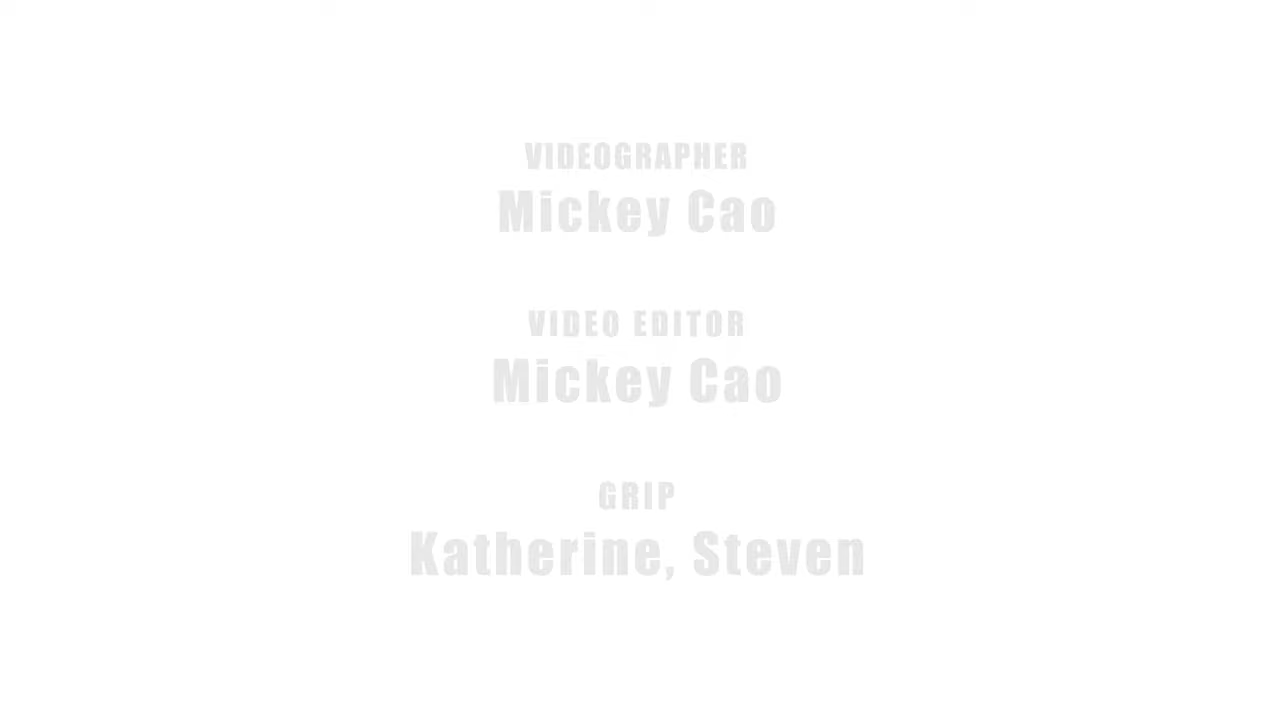 VIDEOGRAPHER
Mickey Cao
VIDEO EDITOR
Mickey Cao
GRIP
Katherine, Steven